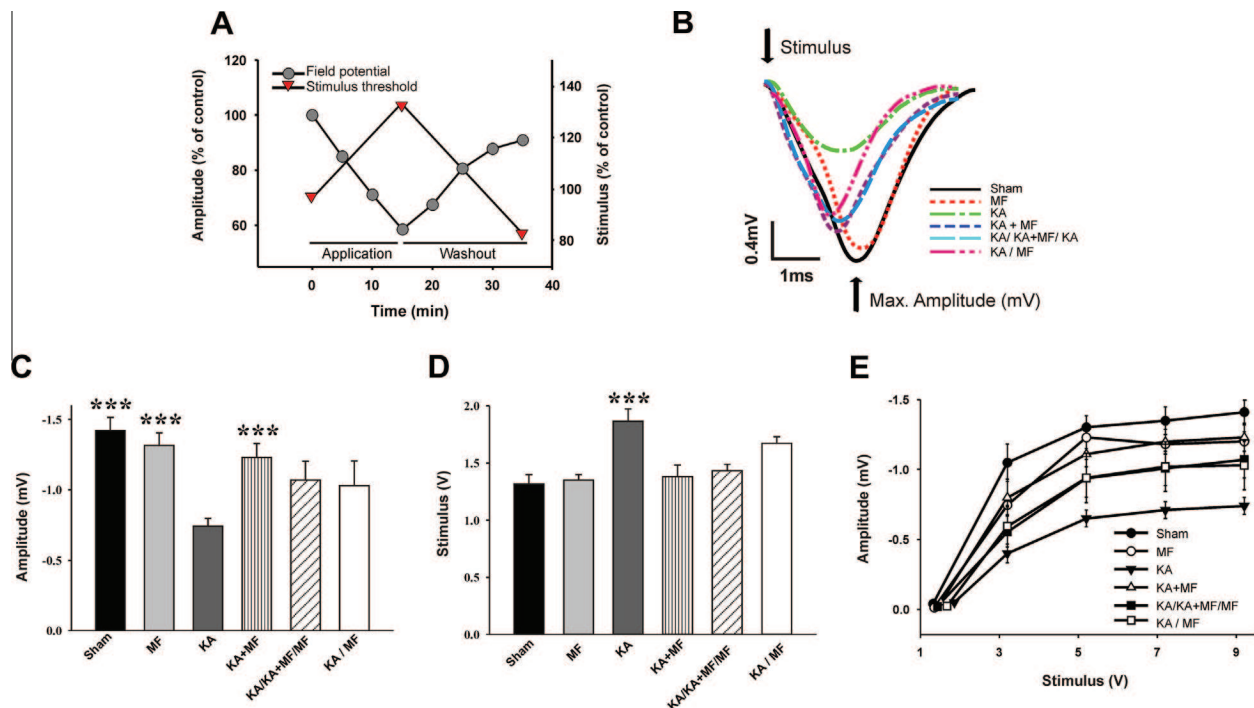 A
Field potential
Stimulus threshold
120
100
80
60
140
120
100
80
Amplitude (% of control)
Stimulus (% of control)
Application
Washout
0
10
20
30
40
Time (min)
B
Stimulus
Sham
MF
KA
KA + MF
KA/ KA+MF/ KA
KA / MF
0.4mV
1ms
Max. Amplitude (mV)
C
***
***
***
-1.5
-1.0
-0.5
0.0
Amplitude (mV)
Sham
MF
KA
KA+MF
KA/KA+MF/MF
KA / MF
D
***
2.0
1.5
1.0
0.5
0.0
Stimulus (V)
Sham
MF
KA
KA+MF
KA/KA+MF/MF
KA / MF
E
-1.5
-1.0
-0.5
0.0
Amplitude (mV)
Sham
MF
KA
KA+MF
KA/KA+MF/MF
KA / MF
1
3
5
7
9
Stimulus (V)